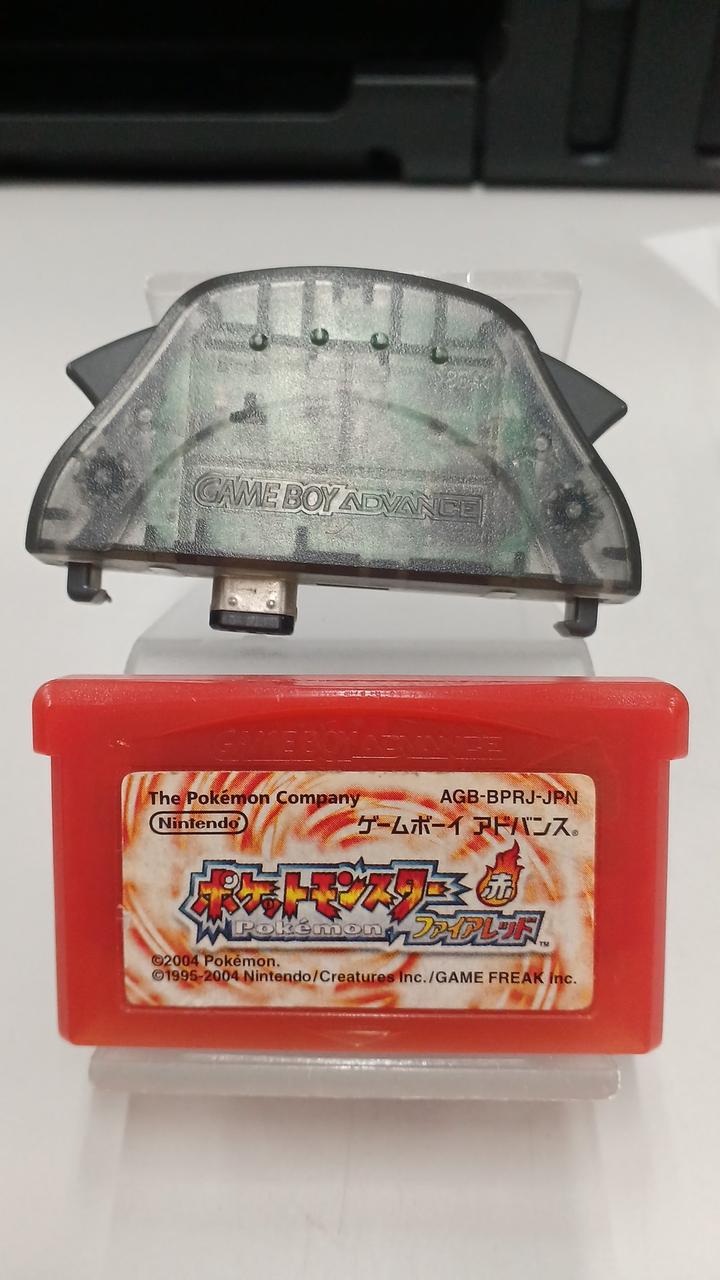 GAME BOY ADVANCE
GAME BOY ADVANCE
The Pokémon Company AGB-BPRJ-JPN
Nintendo ゲームボーイ アドバンス®
ポケットモンスター 赤
Pokémon ファイアレッド™
©2004 Pokémon.
©1995-2004 Nintendo/Creatures Inc./GAME FREAK inc.